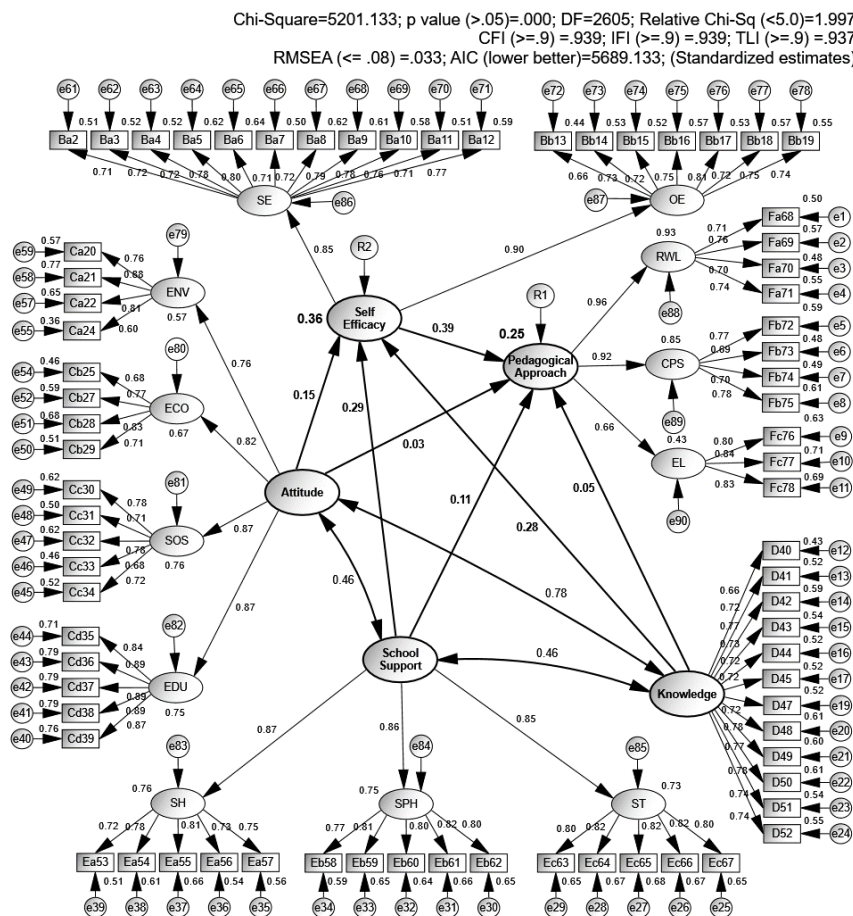 Chi-Square=5201.133; p value (>.05)=.000; DF=2605; Relative Chi-Sq (<5.0)=1.997
CFI (>=.9) =.939; IFI (>=.9) =.939; TLI (>=.9) =.937
RMSEA (<= .08) =.033; AIC (lower better)=5689.133; (Standardized estimates)
e61 e62 e63 e64 e65 e66 e67 e68 e69 e70 e71
.51 0.52 0.52 0.62 0.64 0.50 0.62 0.61 0.58 0.51 0.59
Ba2 Ba3 Ba4 Ba5 Ba6 Ba7 Ba8 Ba9 Ba10 Ba11 Ba12
0.71 0.72 0.72 0.78 0.80 0.71 0.72 0.79 0.78 0.76 0.71 0.77
SE
e86
e72 e73 e74 e75 e76 e77 e78
0.44 0.53 0.52 0.57 0.53 0.57 0.55
Bb13 Bb14 Bb15 Bb16 Bb17 Bb18 Bb19
0.66 0.73 0.72 0.75 0.81 0.72 0.75 0.74
e87
OE
0.85
0.90
R2
0.36
Self
Efficacy
0.39
R1
0.25
Pedagogical
Approach
0.96
0.92
0.66
0.93
RWL
e88
0.71
0.76
0.70
0.74
0.50
Fa68 e1
0.57
Fa69 e2
0.48
Fa70 e3
0.55
Fa71 e4
0.85
CPS
e89
0.77
0.69
0.70
0.78
0.59
Fb72 e5
0.48
Fb73 e6
0.49
Fb74 e7
0.61
Fb75 e8
0.43
EL
e90
0.80
0.84
0.83
0.63
Fc76 e9
0.71
Fc77 e10
0.69
Fc78 e11
e79
ENV
0.57
e59 0.57 Ca20 0.76
e58 0.77 Ca21 0.88
e57 0.65 Ca22 0.81
e55 0.36 Ca24 0.60
0.76
e80
ECO
0.67
e54 0.46 Cb25 0.68
e52 0.59 Cb27 0.77
e51 0.68 Cb28 0.83
e50 0.51 Cb29 0.71
0.82
e81
SOS
0.76
e49 0.62 Cc30 0.78
e48 0.50 Cc31 0.71
e47 0.62 Cc32 0.78
e46 0.46 Cc33 0.68
e45 0.52 Cc34 0.72
0.87
e82
EDU
0.75
e44 0.71 Cd35 0.84
e43 0.79 Cd36 0.89
e42 0.79 Cd37
e41 0.79 Cd38 0.89
0.89
e40 0.76 Cd39 0.87
0.87
Attitude
0.15
0.29
0.03
0.11
0.28
0.05
0.46
0.78
0.46
School
Support
Knowledge
0.66
0.72
0.77
0.73
0.72
0.72
0.72
0.78
0.77
0.78
0.74
0.74
0.43
D40 e12
0.52
D41 e13
0.59
D42 e14
0.54
D43 e15
0.52
D44 e16
0.52
D45 e17
0.52
D47 e19
0.61
D48 e20
0.60
D49 e21
0.61
D50 e22
0.54
D51 e23
0.55
D52 e24
0.87
0.86
0.85
e83
0.76
SH
0.72 0.78 0.81 0.73 0.75
Ea53 Ea54 Ea55 Ea56 Ea57
0.51 0.61 0.66 0.54 0.56
e39 e38 e37 e36 e35
e84
0.75
SPH
0.77 0.81 0.80 0.82 0.80
Eb58 Eb59 Eb60 Eb61 Eb62
0.59 0.65 0.64 0.66 0.65
e34 e33 e32 e31 e30
e85
0.73
ST
0.80 0.82 0.82 0.82 0.80
Ec63 Ec64 Ec65 Ec66 Ec67
0.65 0.67 0.68 0.67 0.65
e29 e28 e27 e26 e25